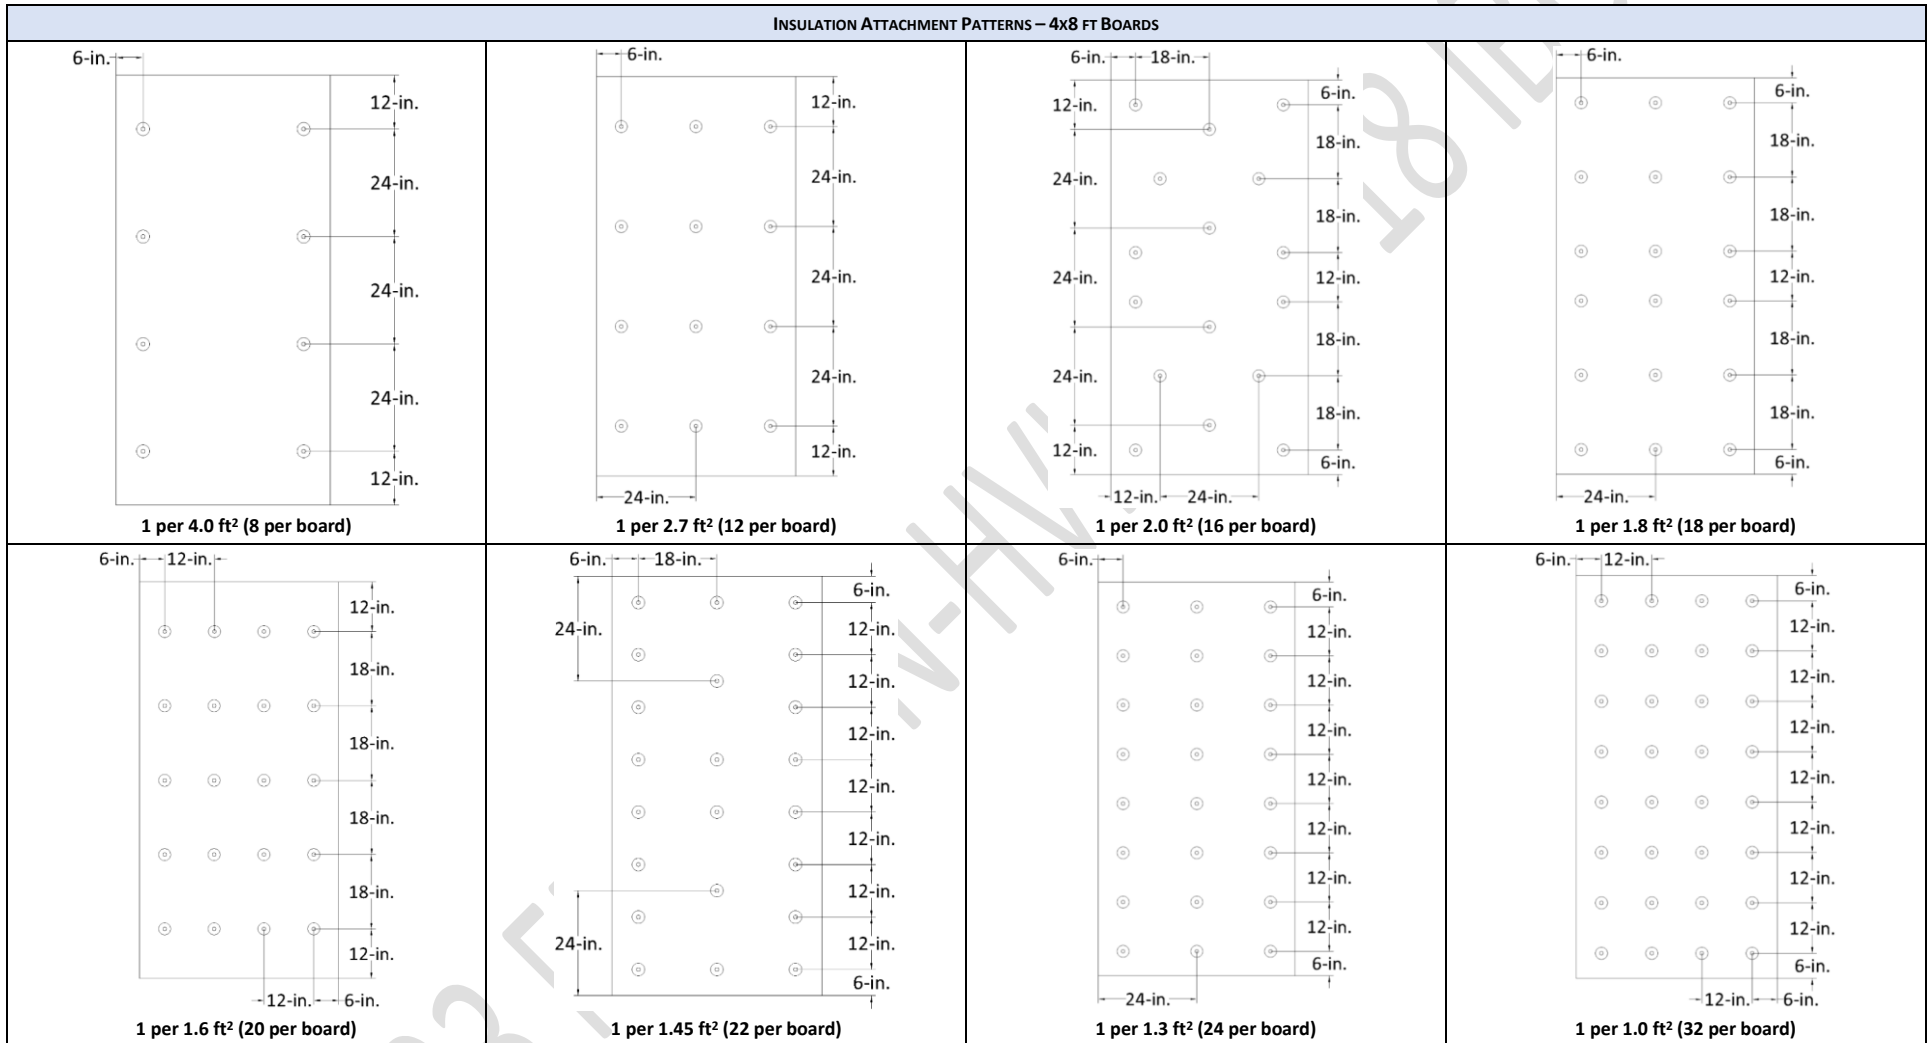 INSULATION ATTACHMENT PATTERNS – 4X8 FT BOARDS
6-in.
12-in.
24-in.
24-in.
24-in.
12-in.
1 per 4.0 ft² (8 per board)
6-in.
12-in.
24-in.
24-in.
24-in.
12-in.
24-in.
1 per 2.7 ft² (12 per board)
6-in. 18-in.
6-in.
12-in.
18-in.
24-in.
18-in.
24-in. 12-in.
18-in.
24-in.
18-in.
12-in.
6-in.
12-in. 24-in.
1 per 2.0 ft² (16 per board)
6-in.
6-in.
18-in.
18-in.
12-in.
18-in.
18-in.
6-in.
24-in.
1 per 1.8 ft² (18 per board)
6-in. 12-in.
12-in.
18-in.
18-in.
18-in.
18-in.
12-in.
12-in. 6-in.
1 per 1.6 ft² (20 per board)
6-in. 18-in.
6-in.
24-in. 12-in.
12-in.
12-in.
12-in.
12-in.
12-in.
24-in. 12-in.
6-in.
1 per 1.45 ft² (22 per board)
6-in.
6-in.
12-in.
12-in.
12-in.
12-in.
12-in.
12-in.
12-in.
6-in.
24-in.
1 per 1.3 ft² (24 per board)
6-in. 12-in.
6-in.
12-in.
12-in.
12-in.
12-in.
12-in.
12-in.
12-in.
6-in.
12-in. 6-in.
1 per 1.0 ft² (32 per board)